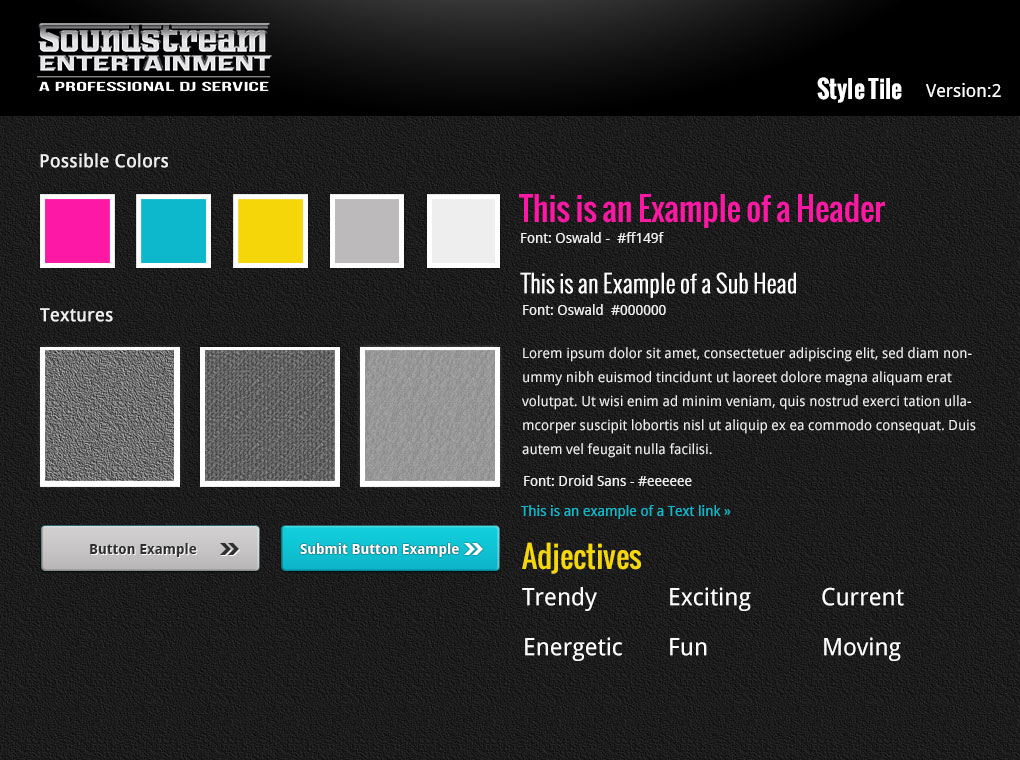 Soundstream
ENTERTAINMENT
A PROFESSIONAL DJ SERVICE
Style Tile Version:2
Possible Colors
This is an Example of a Header
Font: Oswald - #ff149f
This is an Example of a Sub Head
Font: Oswald #000000
Textures
Lorem ipsum dolor sit amet, consectetuer adipiscing elit, sed diam non-
ummy nibh euismod tincidunt ut laoreet dolore magna aliquam erat
volutpat. Ut wisi enim ad minim veniam, quis nostrud exerci tation ulla-
mcorper suscipit lobortis nisl ut aliquip ex ea commodo consequat. Duis
autem vel feugait nulla facilisi.
Font: Droid Sans - #eeeeee
This is an example of a Text link »
Button Example »
Submit Button Example »
Adjectives
Trendy Exciting Current
Energetic Fun Moving